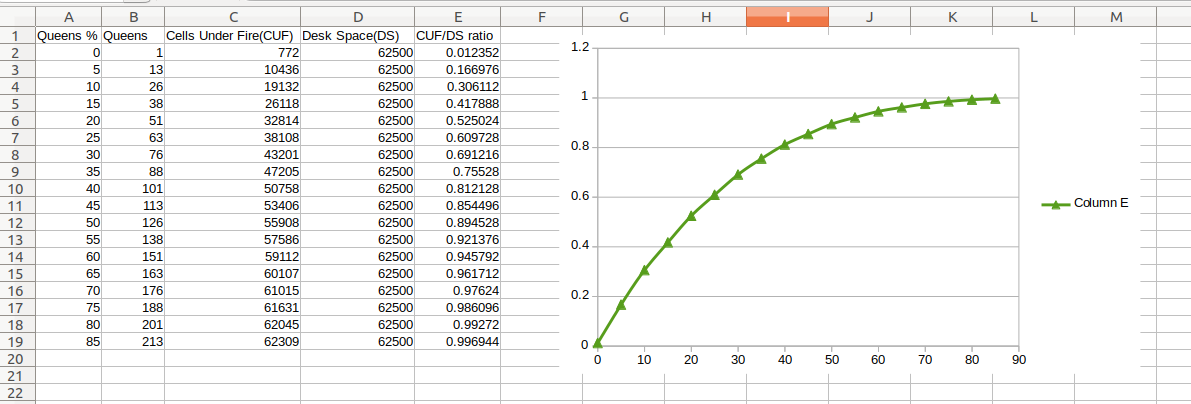 A B C D E F G H I J K L M
1 Queens % Queens Cells Under Fire(CUF) Desk Space(DS) CUF/DS ratio
2 0 1 772 62500 0.012352
3 5 13 10436 62500 0.166976
4 10 26 19132 62500 0.306112
5 15 38 26118 62500 0.417888
6 20 51 32814 62500 0.525024
7 25 63 38108 62500 0.609728
8 30 76 43201 62500 0.691216
9 35 88 47205 62500 0.75528
10 40 101 50758 62500 0.812128
11 45 113 53406 62500 0.854496
12 50 126 55908 62500 0.894528
13 55 138 57586 62500 0.921376
14 60 151 59112 62500 0.945792
15 65 163 60107 62500 0.961712
16 70 176 61015 62500 0.97624
17 75 188 61631 62500 0.986096
18 80 201 62045 62500 0.99272
19 85 213 62309 62500 0.996944
20
21
22
1.2
1
0.8
0.6
0.4
0.2
0
0 10 20 30 40 50 60 70 80 90
Column E